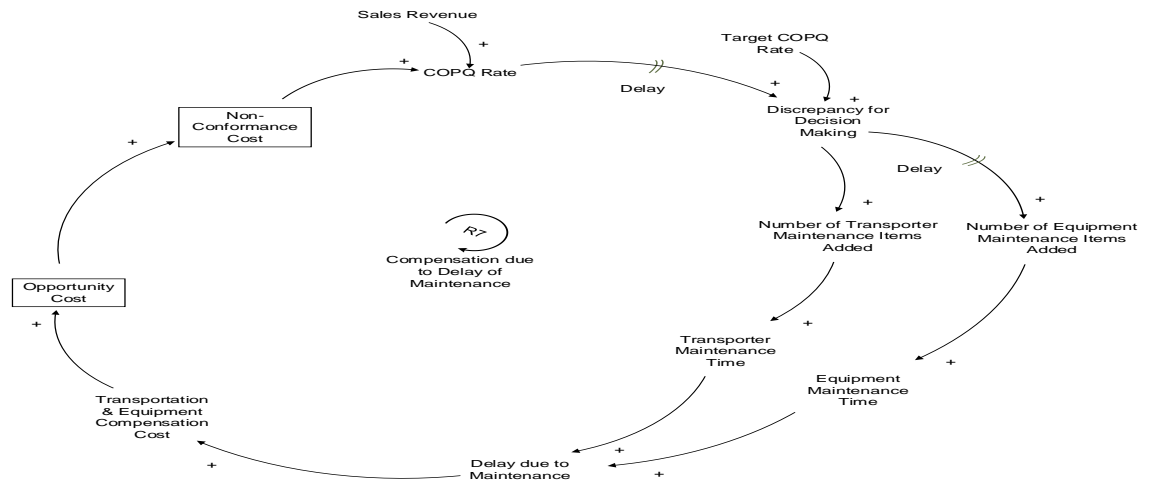 Sales Revenue
+
Target COPQ
Rate
+
COPQ Rate
Delay
+
+
Discrepancy for
Decision
Making
Non-
Conformance
Cost
+
Delay
+
+
Number of Transporter
Maintenance Items
Added
Number of Equipment
Maintenance Items
Added
R7
Compensation due
to Delay of
Maintenance
Opportunity
Cost
+
+
Transporter
Maintenance
Time
+
Equipment
Maintenance
Time
Transportation
& Equipment
Compensation
Cost
+
+
+
Delay due to
Maintenance